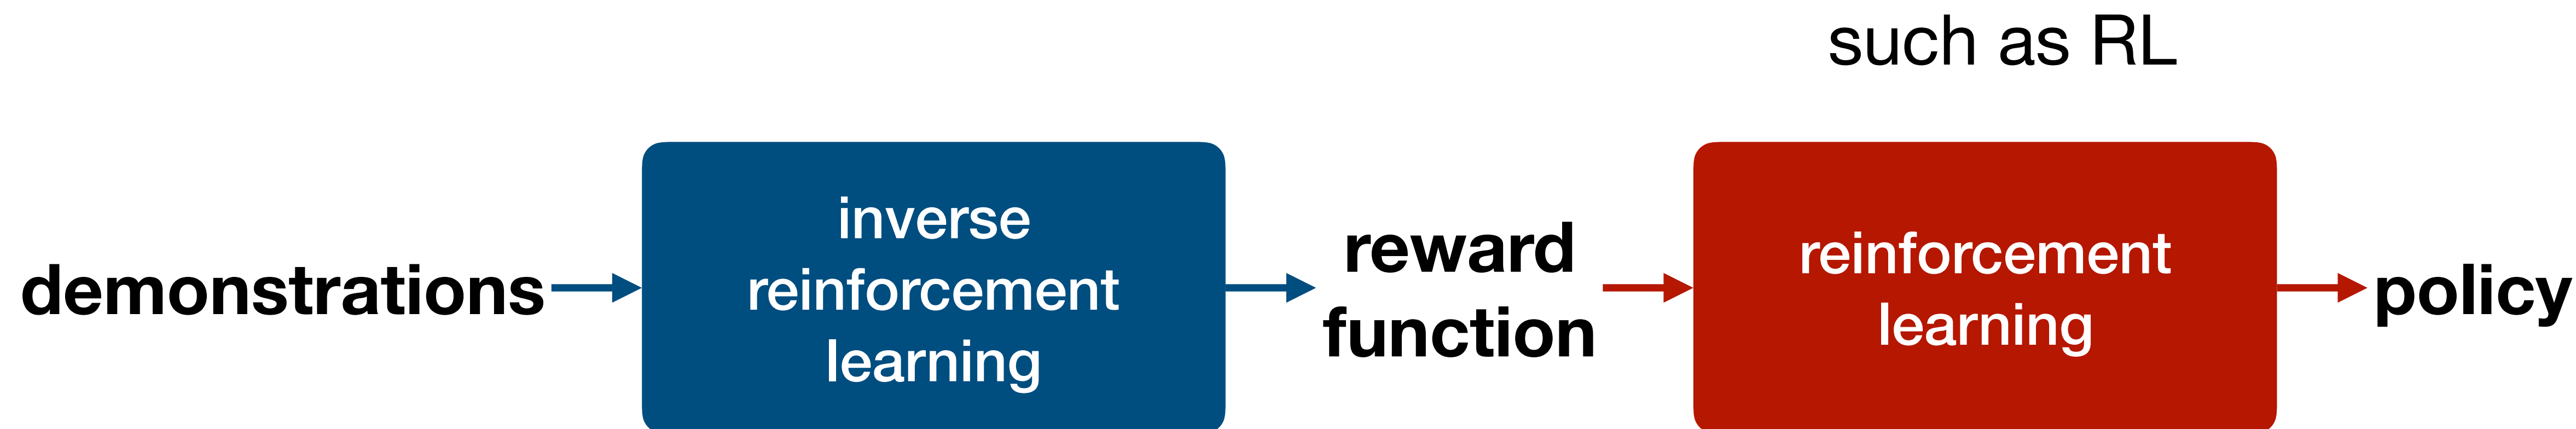 such as RL
demonstrations
inverse
reinforcement
learning
reward
function
reinforcement
learning
policy